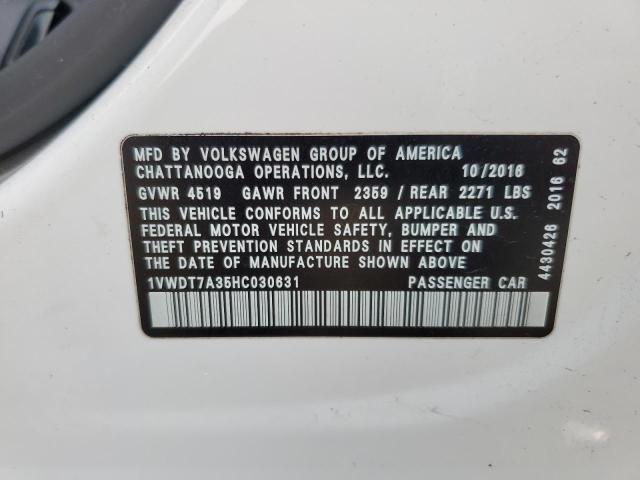 MFD BY VOLKSWAGEN GROUP OF AMERICA
CHATTANOOGA OPERATIONS, LLC. 10/2016
GVWR 4519 GAWR FRONT 2359 / REAR 2271 LBS
THIS VEHICLE CONFORMS TO ALL APPLICABLE U.S.
FEDERAL MOTOR VEHICLE SAFETY, BUMPER AND
THEFT PREVENTION STANDARDS IN EFFECT ON
THE DATE OF MANUFACTURE SHOWN ABOVE
1VWDT7A35HC030631 PASSENGER CAR
4430426 2016 62